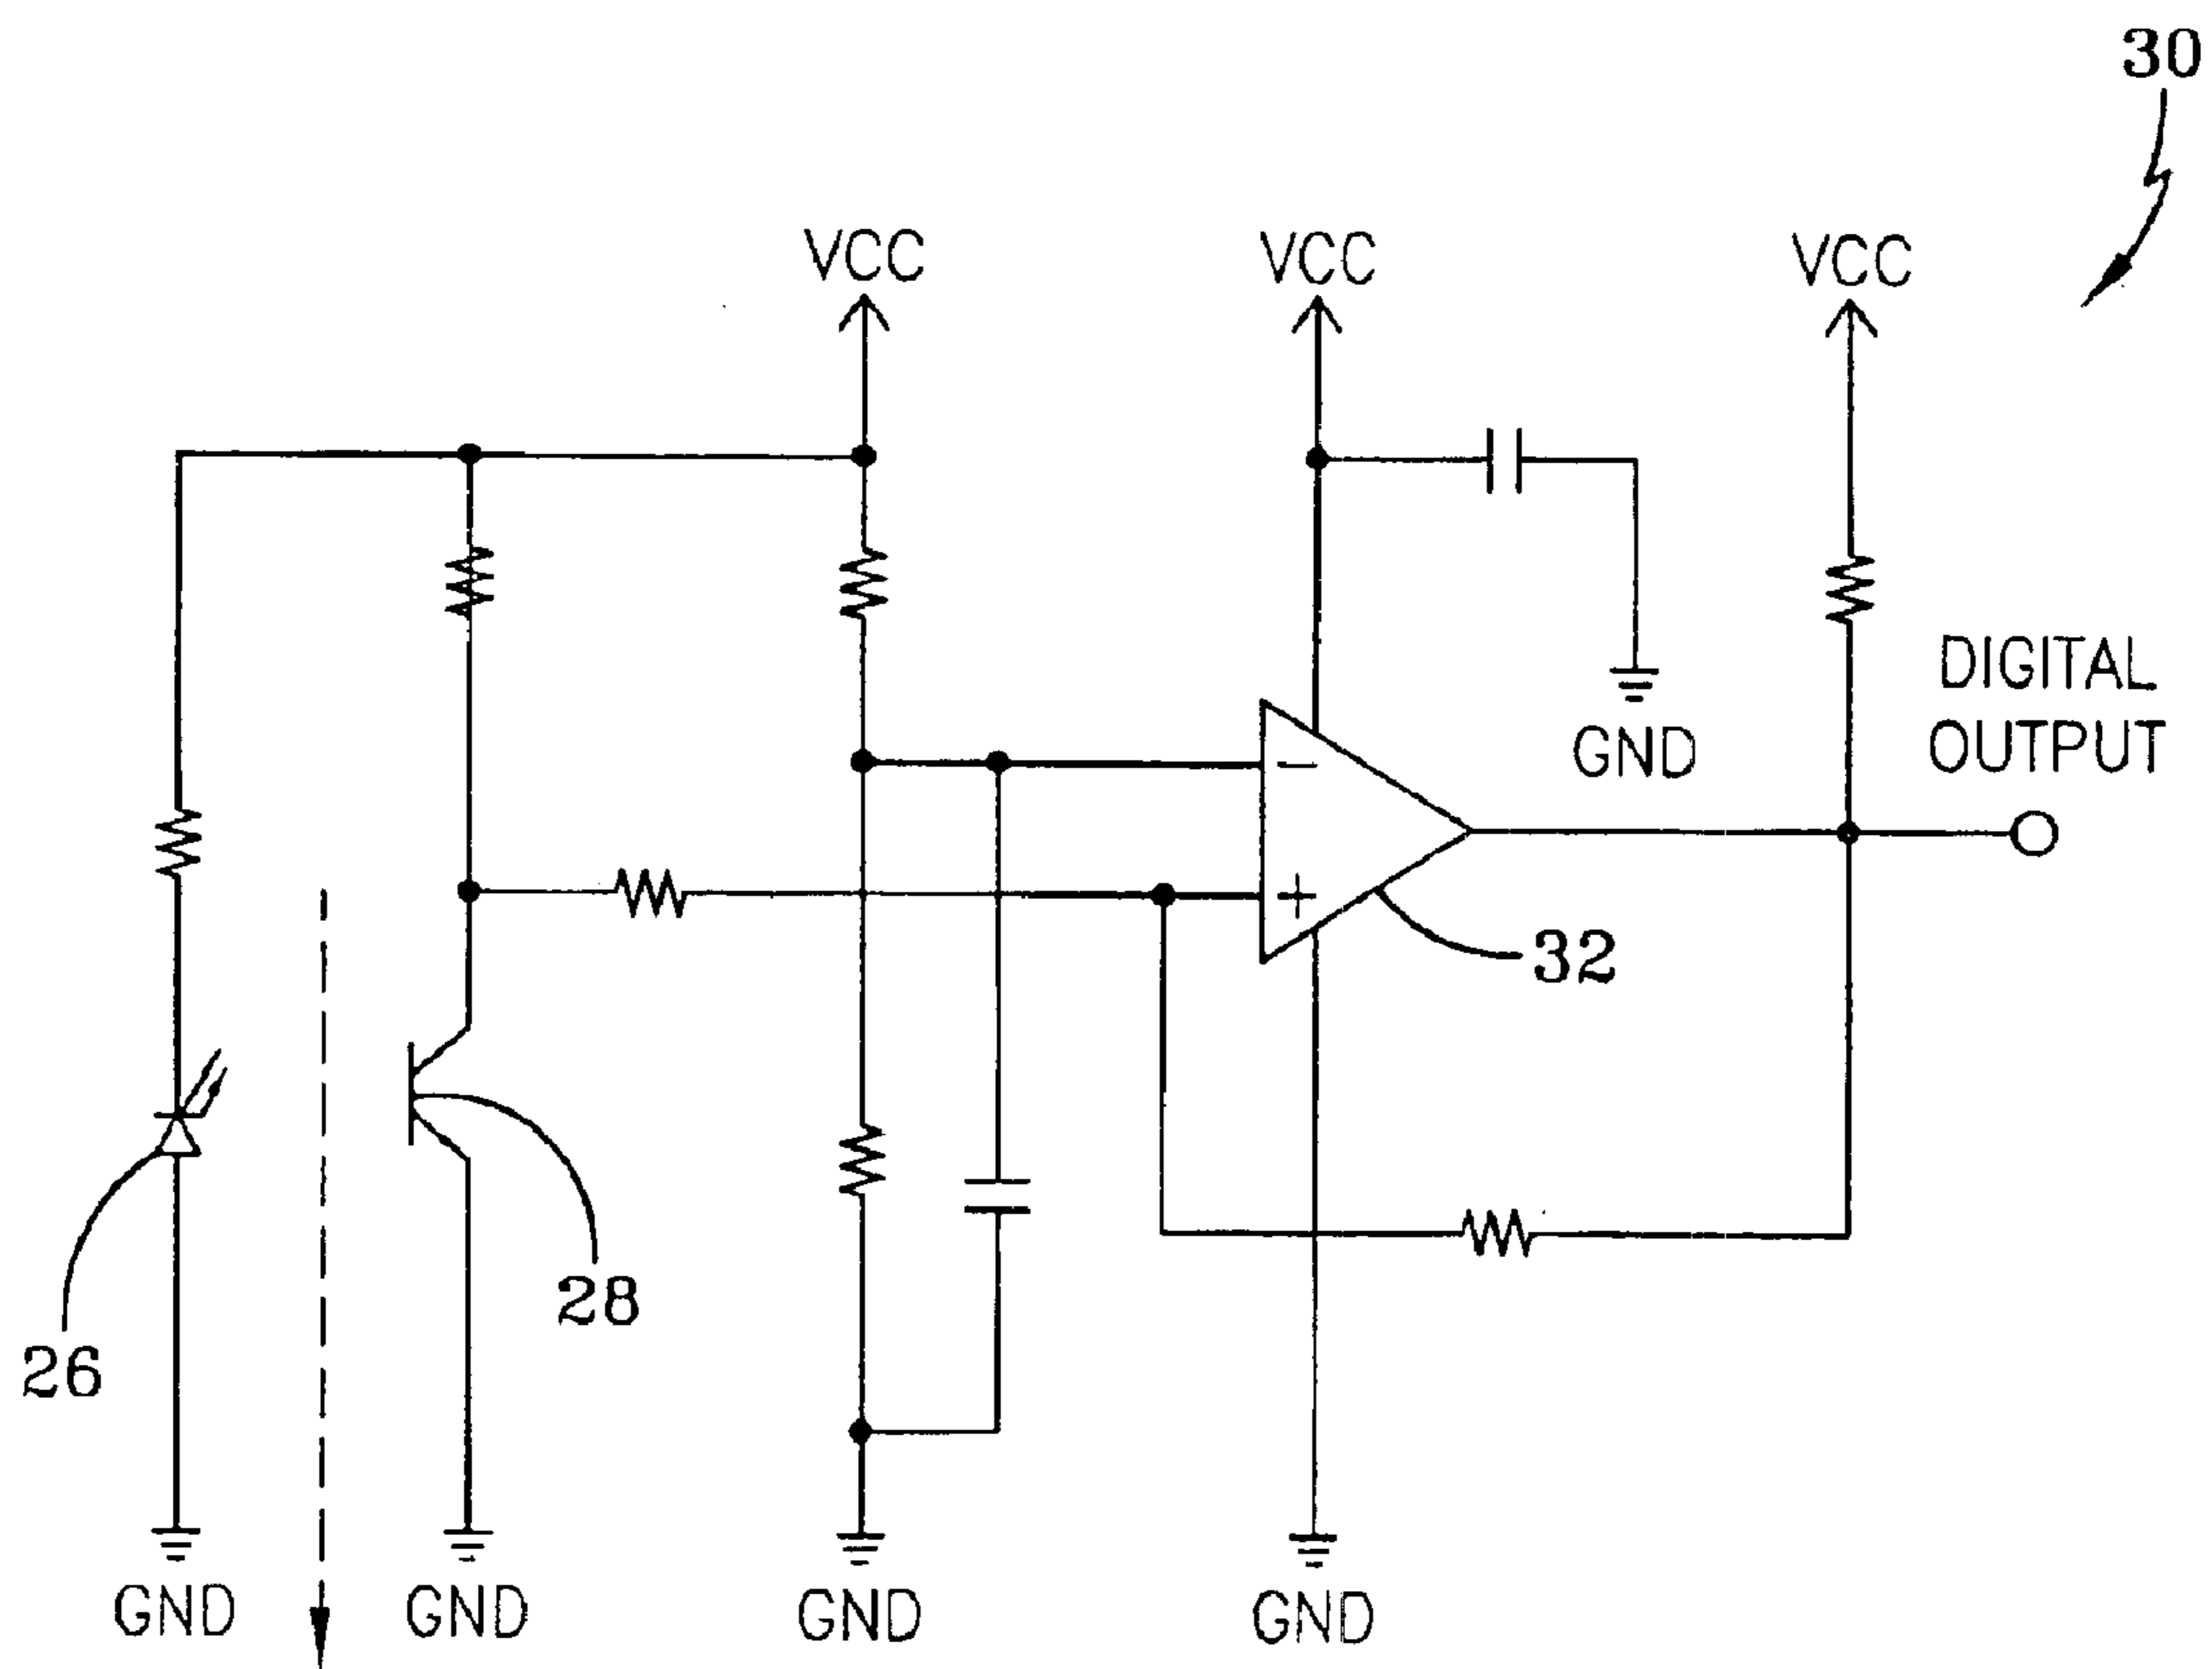 30
VCC
VCC
VCC
DIGITAL
OUTPUT
GND
−
+
32
28
26
GND
GND
GND
GND